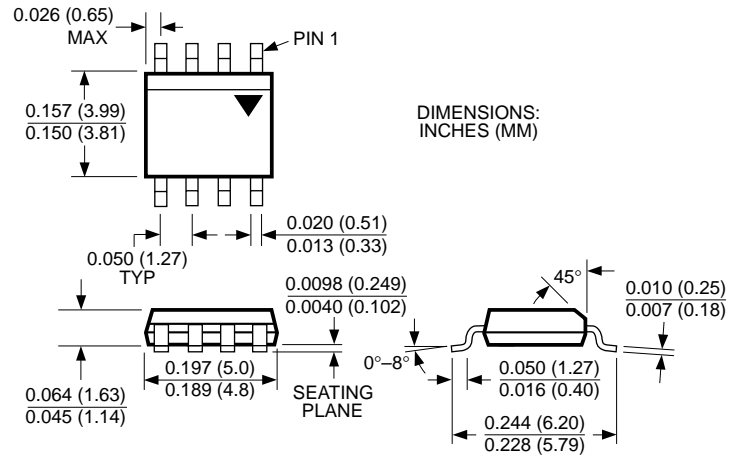 0.026 (0.65)
MAX
PIN 1
0.157 (3.99)
0.150 (3.81)
DIMENSIONS:
INCHES (MM)
0.020 (0.51)
0.013 (0.33)
0.050 (1.27)
TYP
0.0098 (0.249)
0.0040 (0.102)
45°
0.010 (0.25)
0.007 (0.18)
0°–8°
0.064 (1.63)
0.045 (1.14)
0.197 (5.0)
0.189 (4.8)
SEATING
PLANE
0.050 (1.27)
0.016 (0.40)
0.244 (6.20)
0.228 (5.79)